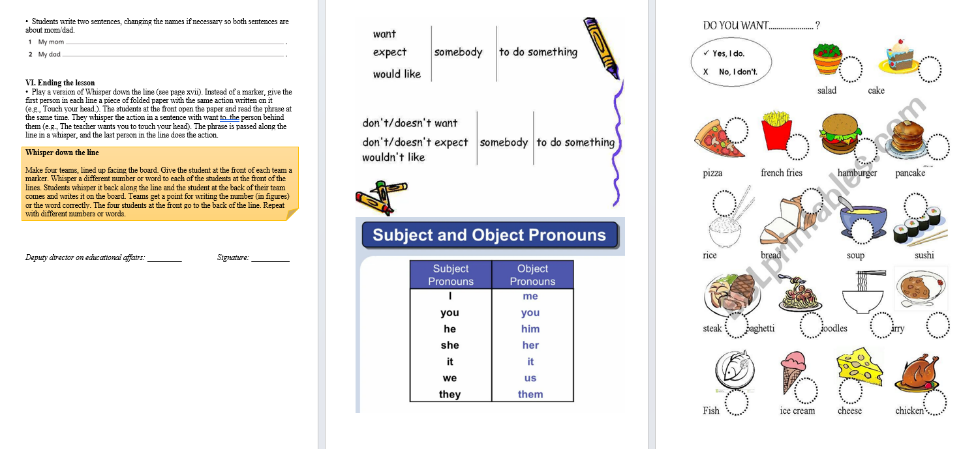 • Students write two sentences, changing the names if necessary so both sentences are
about mom/dad.
1 My mom
2 My dad
VI. Ending the lesson
• Play a version of Whisper down the line (see page xvii). Instead of a marker, give the
first person in each line a piece of folded paper with the same action written on it
(e.g., Touch your head.). The students at the front open the paper and read the phrase at
the same time. They whisper the action in a sentence with want to the person behind
them (e.g., The teacher wants you to touch your head). The phrase is passed along the
line in a whisper, and the last person in the line does the action.
Whisper down the line
Make four teams, lined up facing the board. Give the student at the front of each team a
marker. Whisper a different number or word to each of the students at the front of the
lines. Students whisper it back along the line and the student at the back of their team
comes and writes it on the board. Teams get a point for writing the number (in figures)
or the word correctly. The four students at the front go to the back of the line. Repeat
with different numbers or words.
Deputy director on educational affairs: ________ Signature: ________
want
expect somebody to do something
would like
don't/doesn't want
don't/doesn't expect somebody to do something
wouldn't like
Subject and Object Pronouns
Subject Pronouns Object Pronouns
I me
you you
he him
she her
it it
we us
they them
DO YOU WANT....................?
✓ Yes, I do.
X No, I don't.
salad cake
pizza french fries hamburger pancake
rice bread soup sushi
steak paghetti oodles rry
Fish ice cream cheese chicken